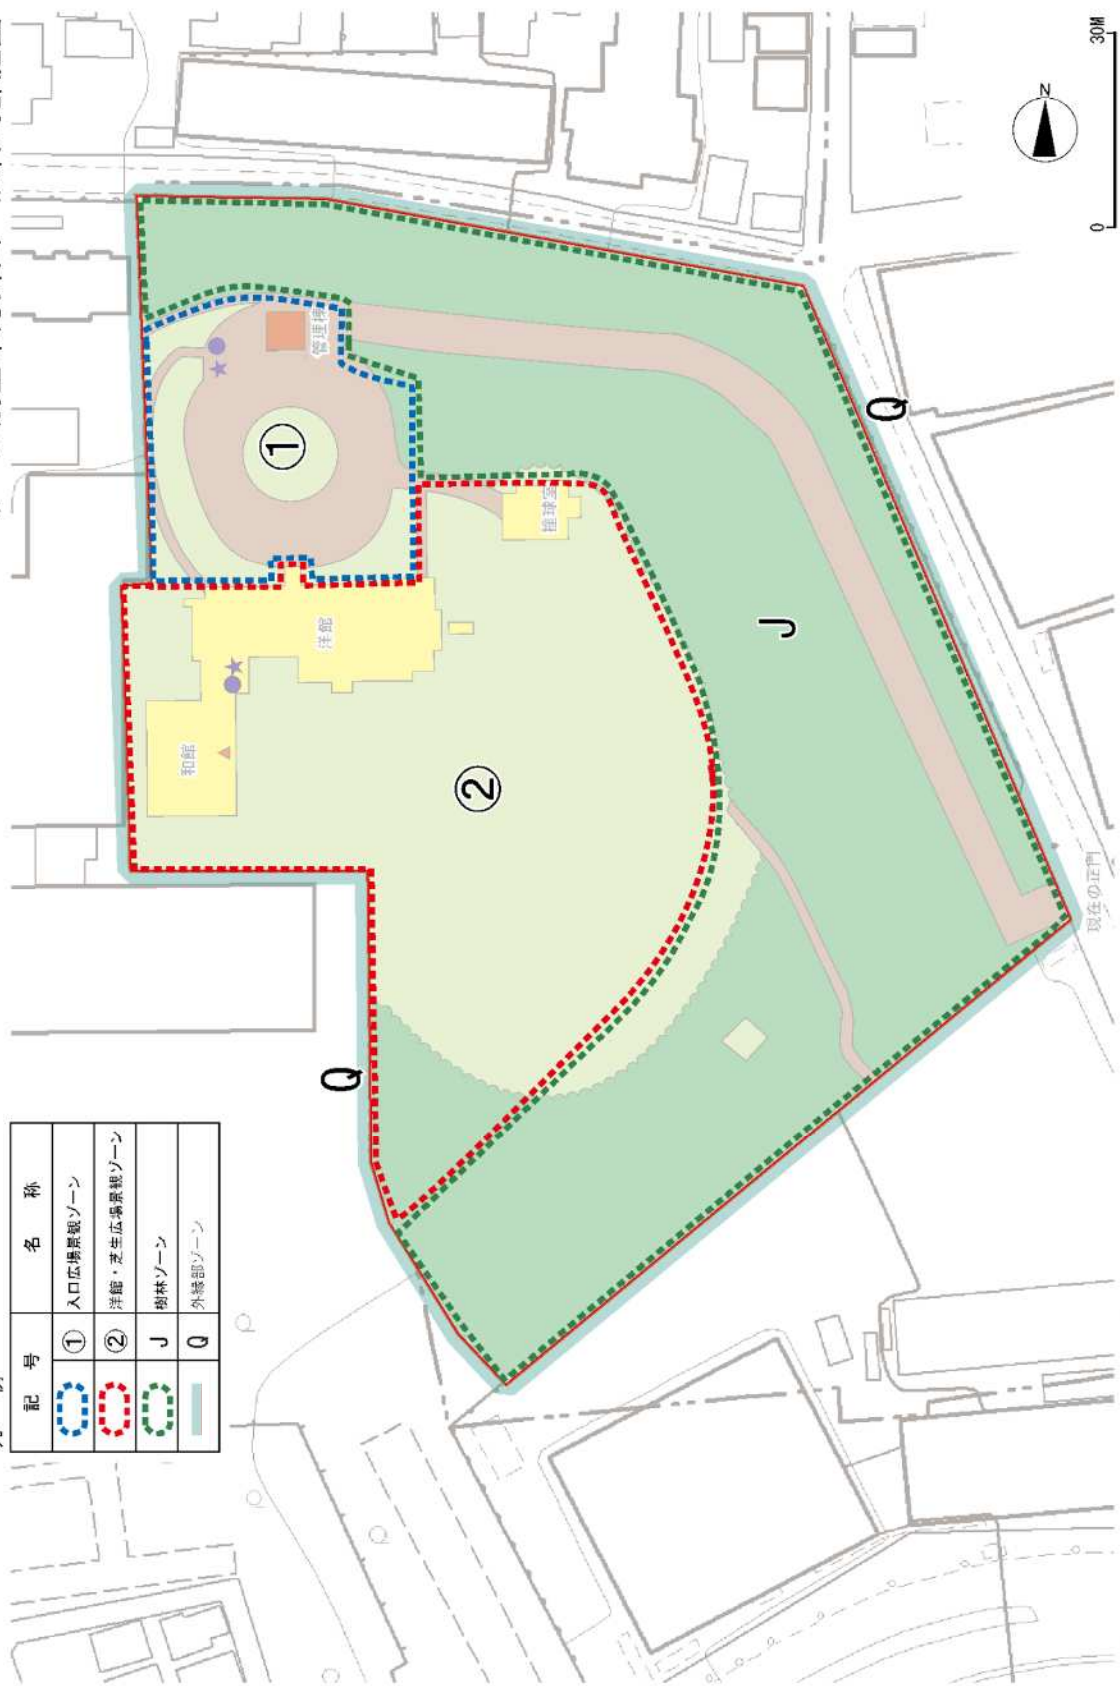 記号 名称
① 入口広場景観ゾーン
② 洋館・芝生広場景観ゾーン
J 樹林ゾーン
Q 外縁部ゾーン
①
②
J
Q
Q
和館
洋館
撞球室
管理棟
現在の正門
N
0 30M